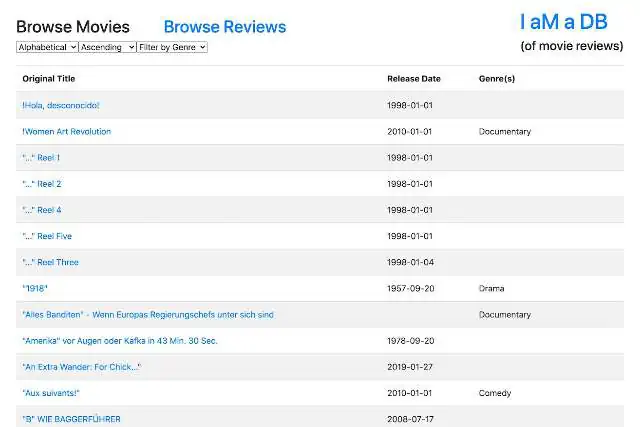 Browse Movies Browse Reviews I aM a DB
Alphabetical Ascending Filter by Genre (of movie reviews)
Original Title Release Date Genre(s)
!Hola, desconocido! 1998-01-01
!Women Art Revolution 2010-01-01 Documentary
"..." Reel 1 1998-01-01
"..." Reel 2 1998-01-01
"..." Reel 4 1998-01-01
"..." Reel Five 1998-01-01
"..." Reel Three 1998-01-04
"1918" 1957-09-20 Drama
"Alles Banditen" - Wenn Europas Regierungschefs unter sich sind Documentary
"Amerika" vor Augen oder Kafka in 43 Min. 30 Sec. 1978-09-20
"An Extra Wander: For Chick..." 2019-01-27
"Aux suivants!" 2010-01-01 Comedy
"B" WIE BAGGERFÜHRER 2008-07-17